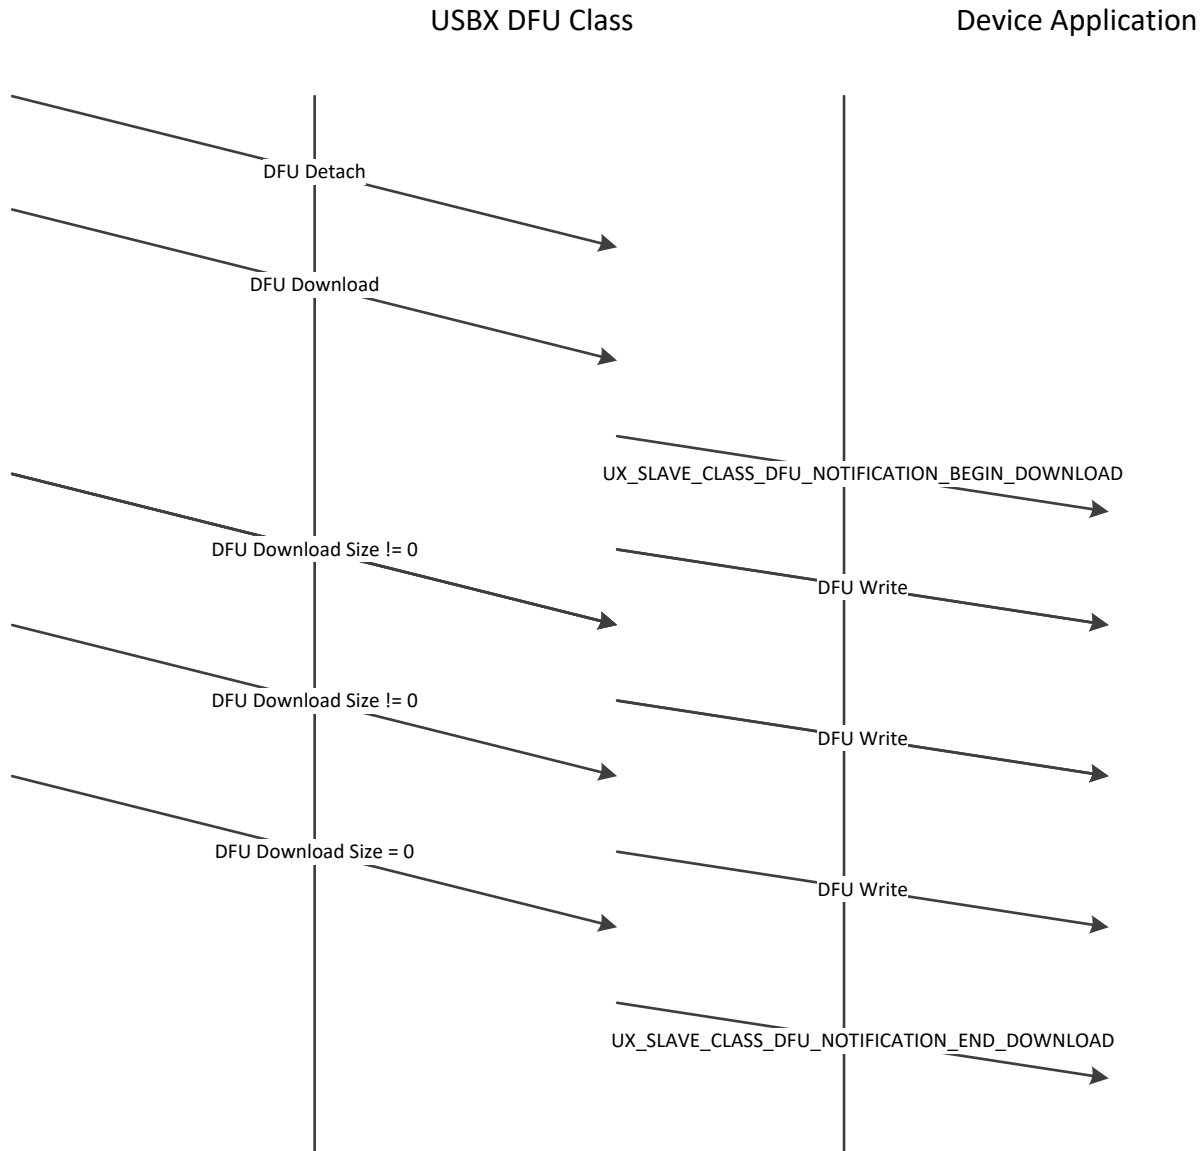 USBX DFU Class
Device Application
DFU Detach
DFU Download
UX_SLAVE_CLASS_DFU_NOTIFICATION_BEGIN_DOWNLOAD
DFU Download Size != 0
DFU Write
DFU Download Size != 0
DFU Write
DFU Download Size = 0
DFU Write
UX_SLAVE_CLASS_DFU_NOTIFICATION_END_DOWNLOAD